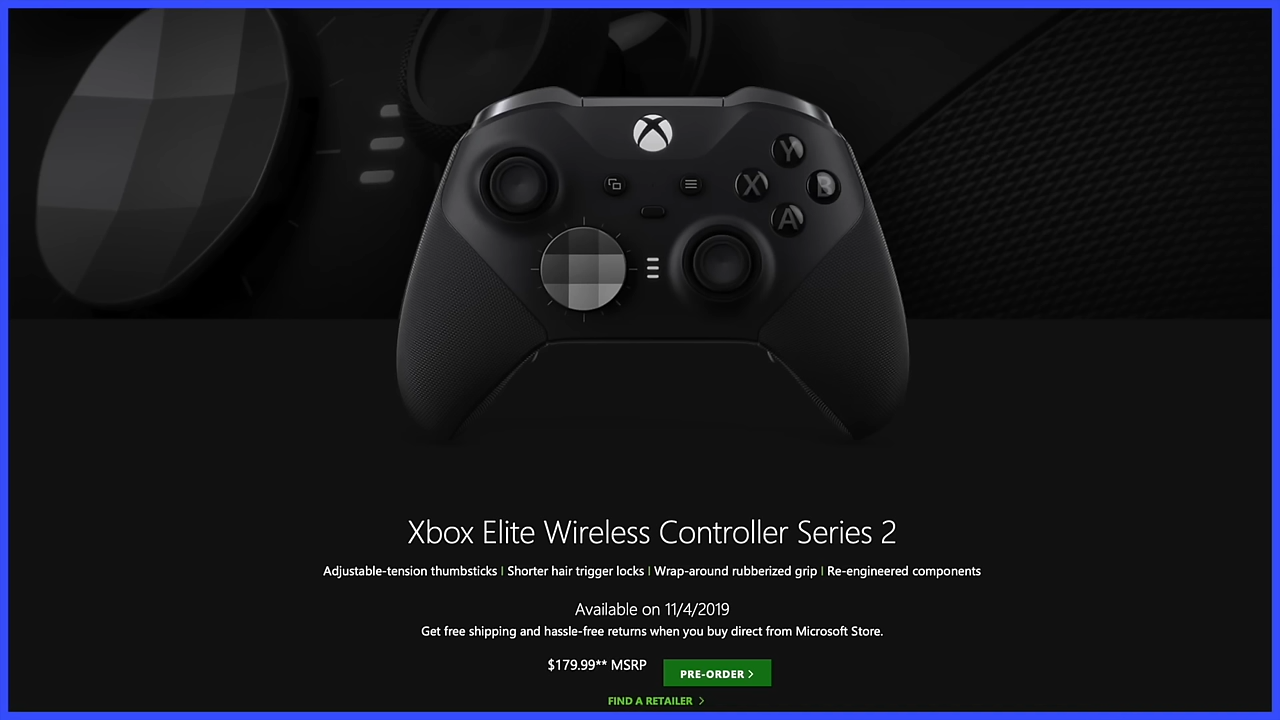 Y
X
B
A
Xbox Elite Wireless Controller Series 2
Adjustable-tension thumbsticks | Shorter hair trigger locks | Wrap-around rubberized grip | Re-engineered components
Available on 11/4/2019
Get free shipping and hassle-free returns when you buy direct from Microsoft Store.
$179.99** MSRP PRE-ORDER >
FIND A RETAILER >